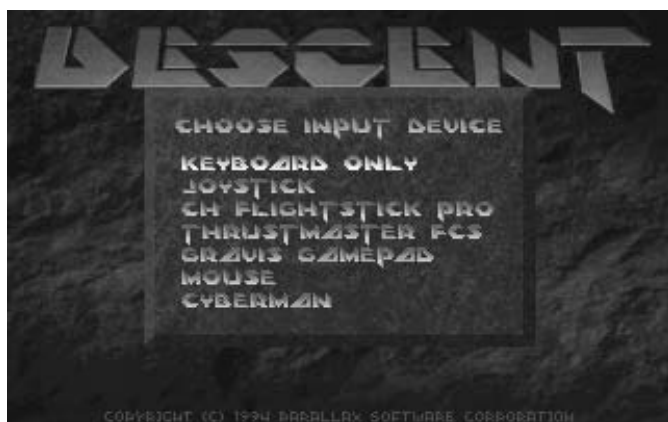 DESCENT
CHOOSE INPUT DEVICE
KEYBOARD ONLY
JOYSTICK
CH FLIGHTSTICK PRO
THRUSTMASTER FCS
GRAVIS GAMEPAD
MOUSE
CYBERMAN
COPYRIGHT (C) 1994 PARALLAX SOFTWARE CORPORATION